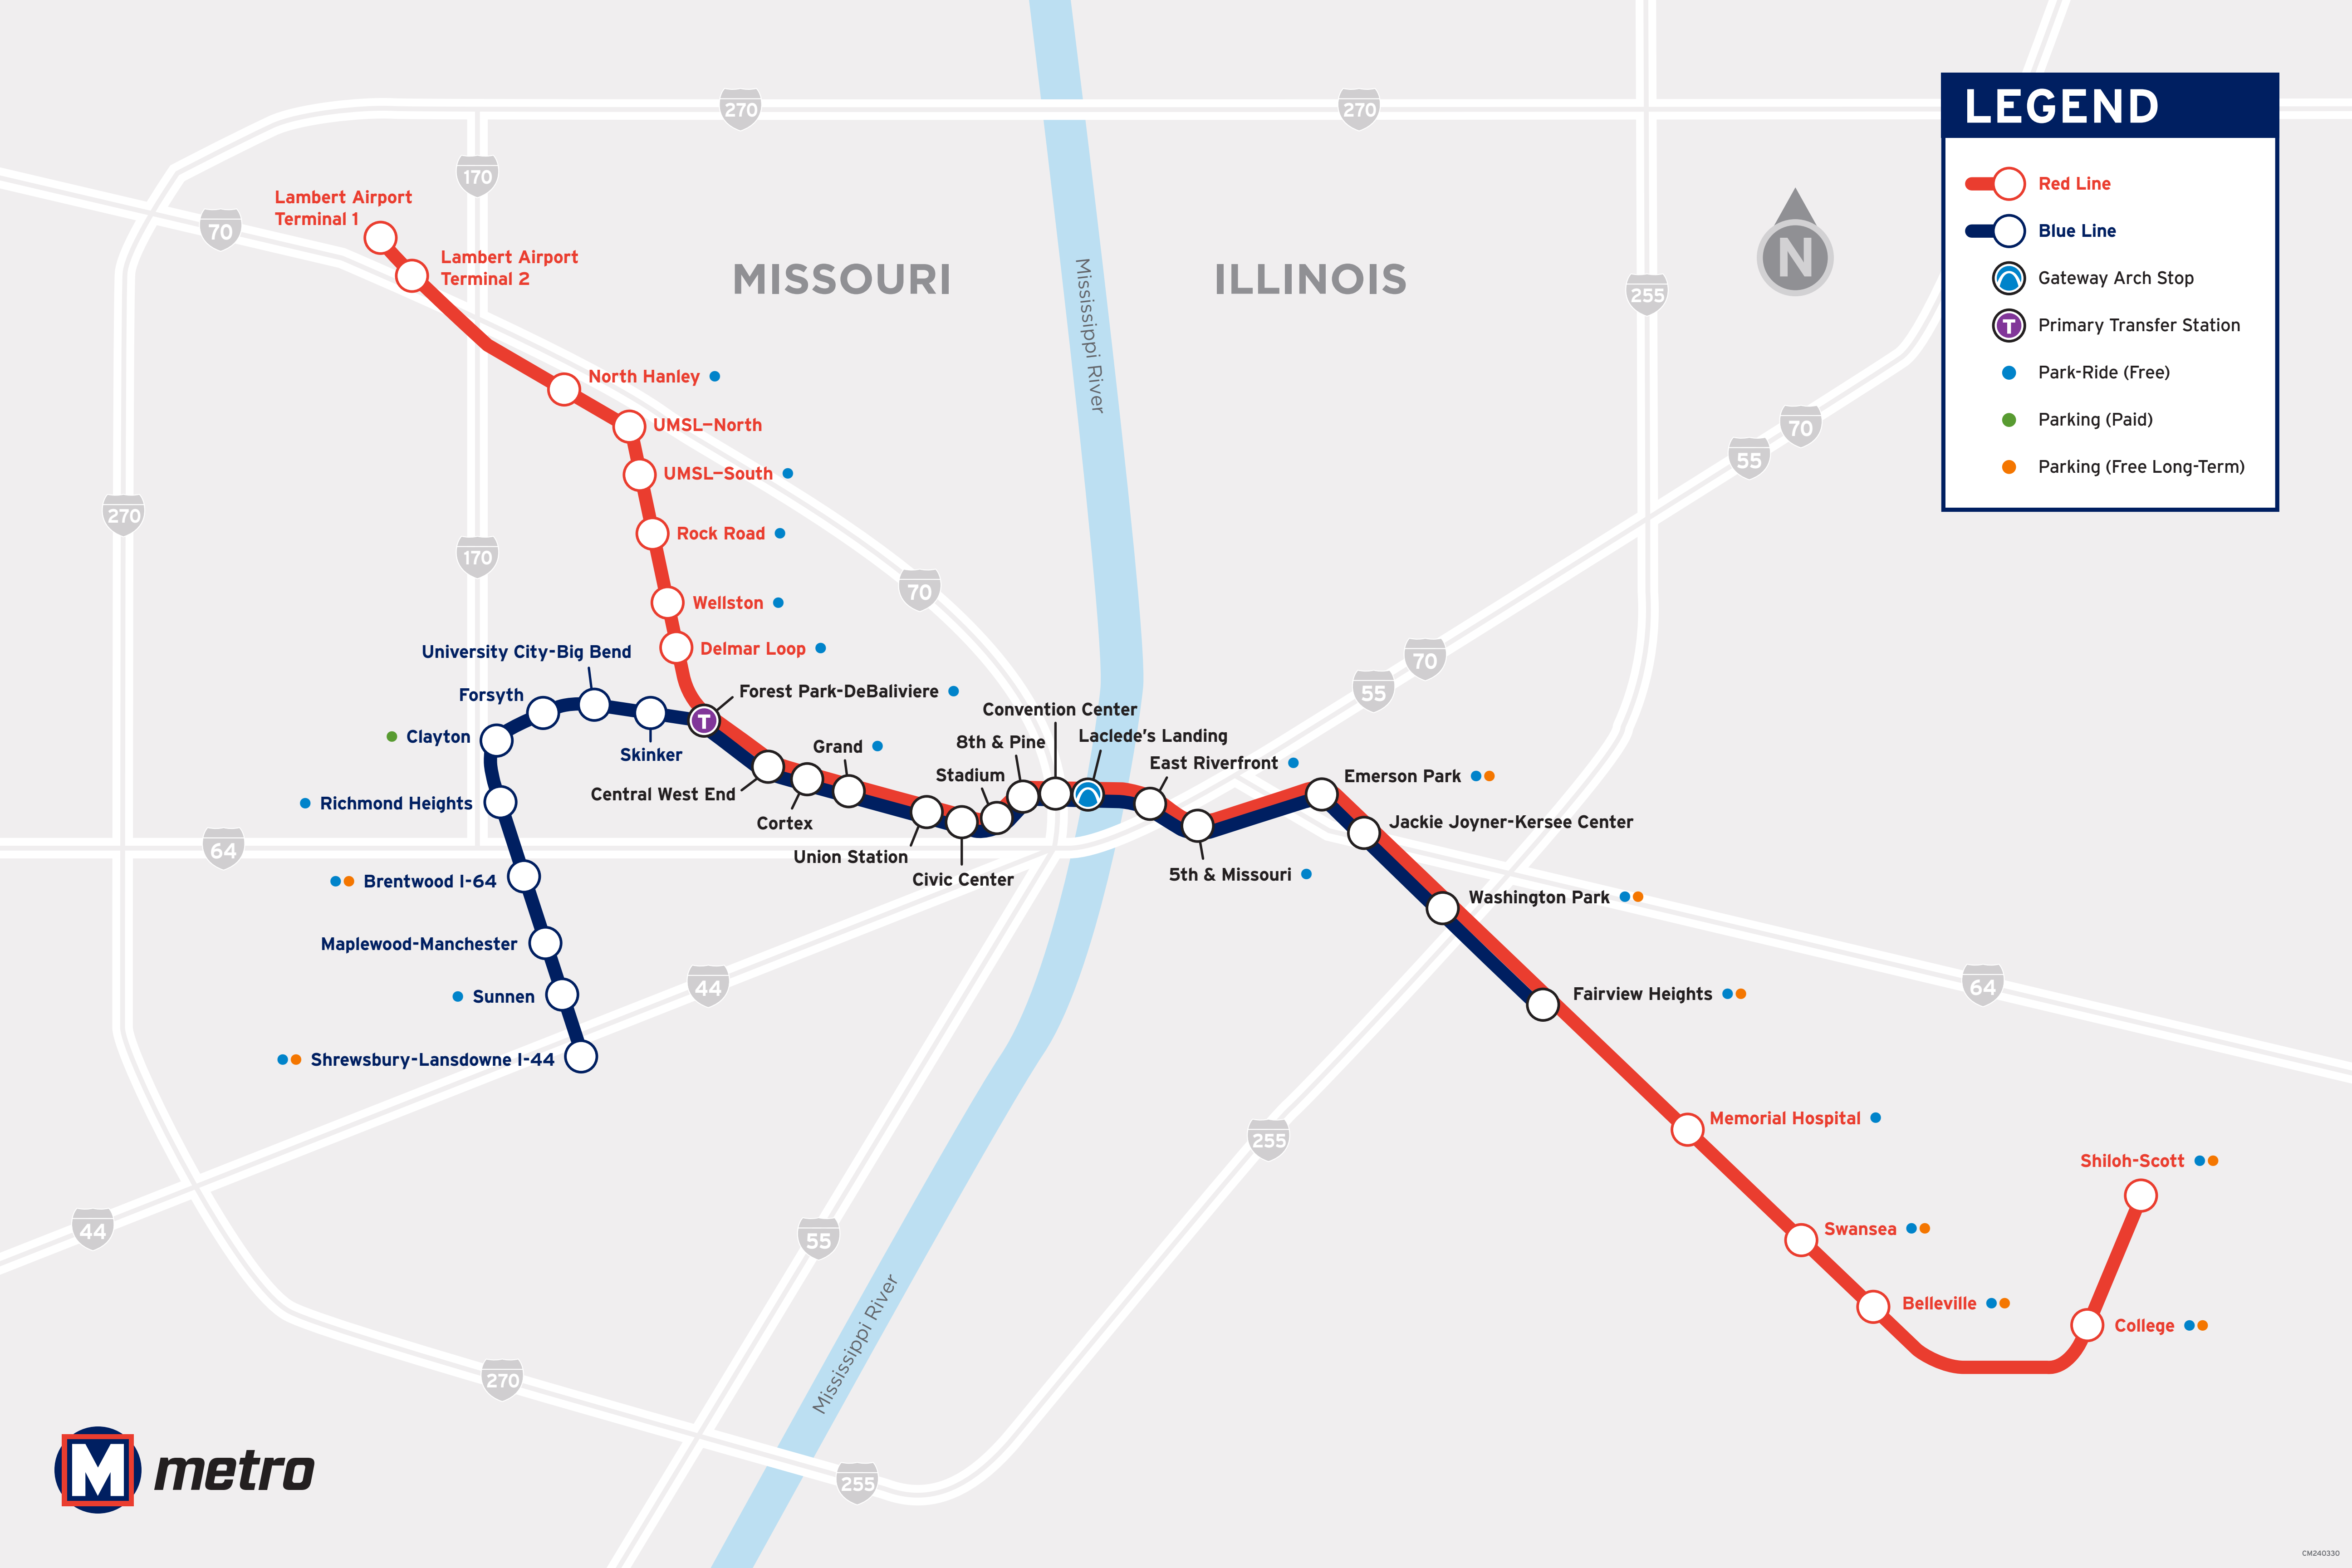 270
270
LEGEND
Red Line
Blue Line
Gateway Arch Stop
T
Primary Transfer Station
Park-Ride (Free)
Parking (Paid)
Parking (Free Long-Term)
170
Lambert Airport
Terminal 1
70
Lambert Airport
Terminal 2
MISSOURI
ILLINOIS
N
255
Mississippi River
North Hanley
UMSL–North
70
55
UMSL–South
270
Rock Road
170
70
Wellston
Delmar Loop
University City-Big Bend
70
55
Forsyth
Forest Park-DeBaliviere
T
Convention Center
Clayton
Skinker
Grand
8th & Pine
Laclede's Landing
Stadium
East Riverfront
Emerson Park
Central West End
Richmond Heights
Cortex
Jackie Joyner-Kersee Center
64
Union Station
Civic Center
5th & Missouri
Brentwood I-64
Washington Park
Maplewood-Manchester
44
64
Sunnen
Fairview Heights
Shrewsbury-Lansdowne I-44
Memorial Hospital
255
Shiloh-Scott
44
55
Swansea
Belleville
College
Mississippi River
270
M metro
255
CM240330